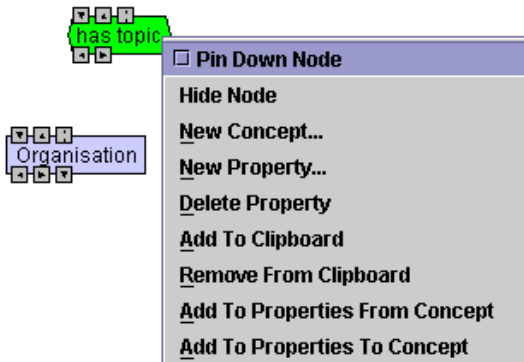 has topic
Pin Down Node
Hide Node
Organisation
New Concept...
New Property...
Delete Property
Add To Clipboard
Remove From Clipboard
Add To Properties From Concept
Add To Properties To Concept